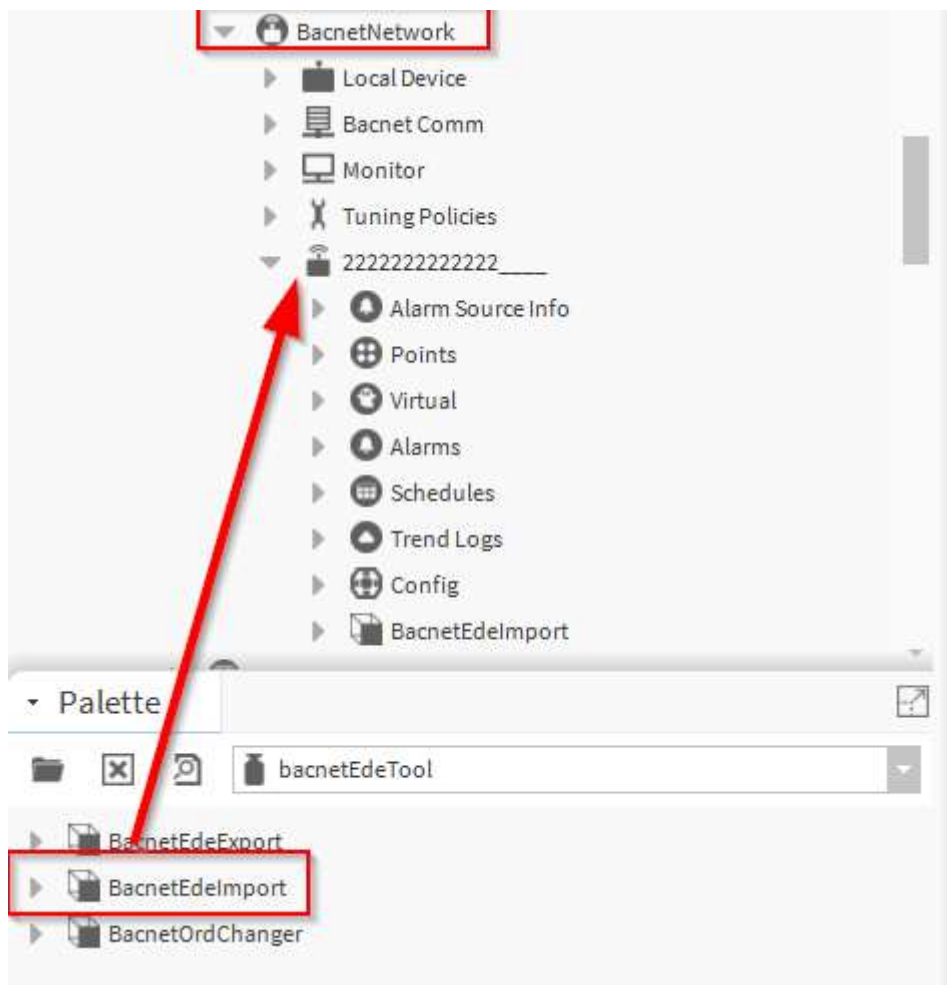 BacnetNetwork
Local Device
Bacnet Comm
Monitor
Tuning Policies
2222222222222____
Alarm Source Info
Points
Virtual
Alarms
Schedules
Trend Logs
Config
BacnetEdeImport
Palette
bacnetEdeTool
BacnetEdeExport
BacnetEdeImport
BacnetOrdChanger